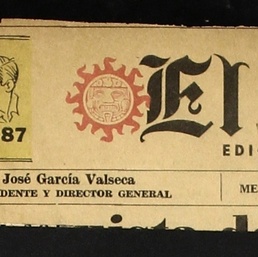 87
El
EDIC
José García Valseca
DENTE Y DIRECTOR GENERAL
ME